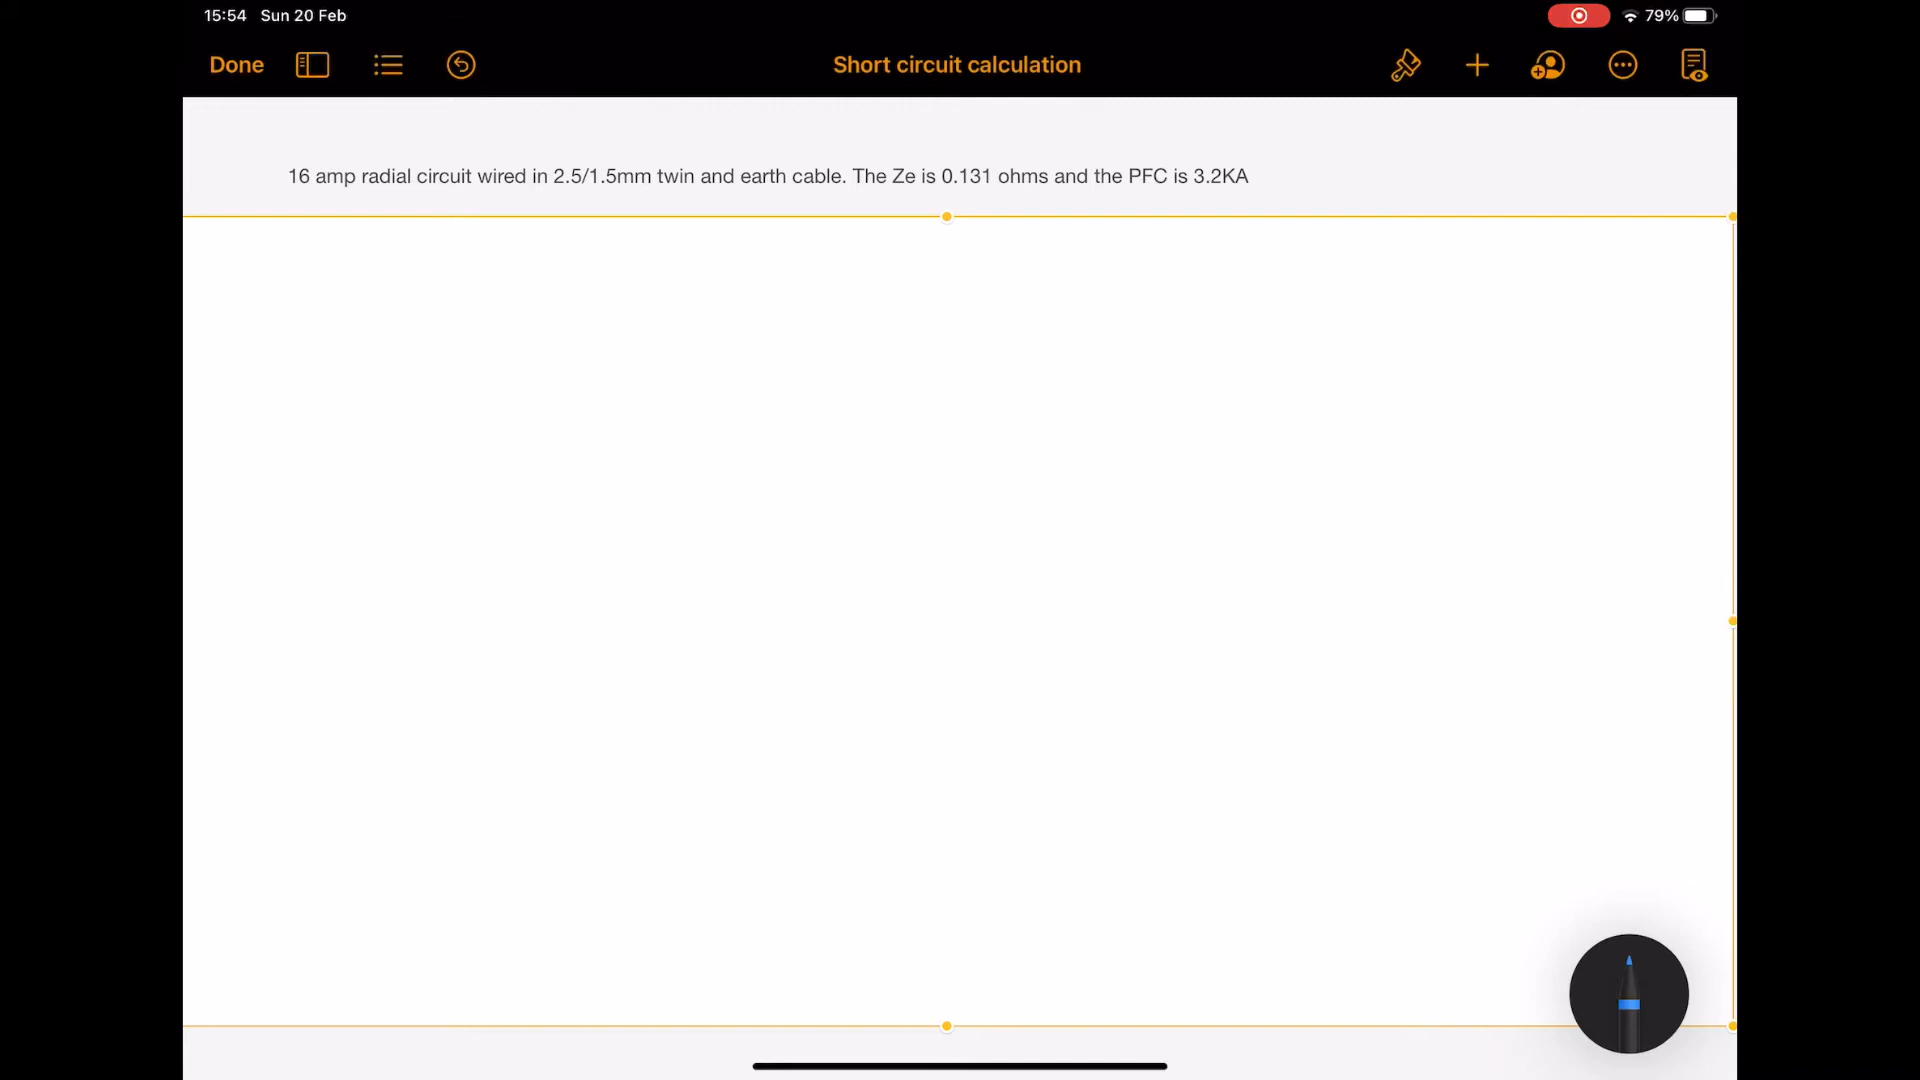 15:54 Sun 20 Feb
79%
Done
Short circuit calculation
16 amp radial circuit wired in 2.5/1.5mm twin and earth cable. The Ze is 0.131 ohms and the PFC is 3.2KA